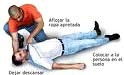 Aflojar la
ropa apretada
Colocar a
la persona
en el
suelo
Dejar descansar